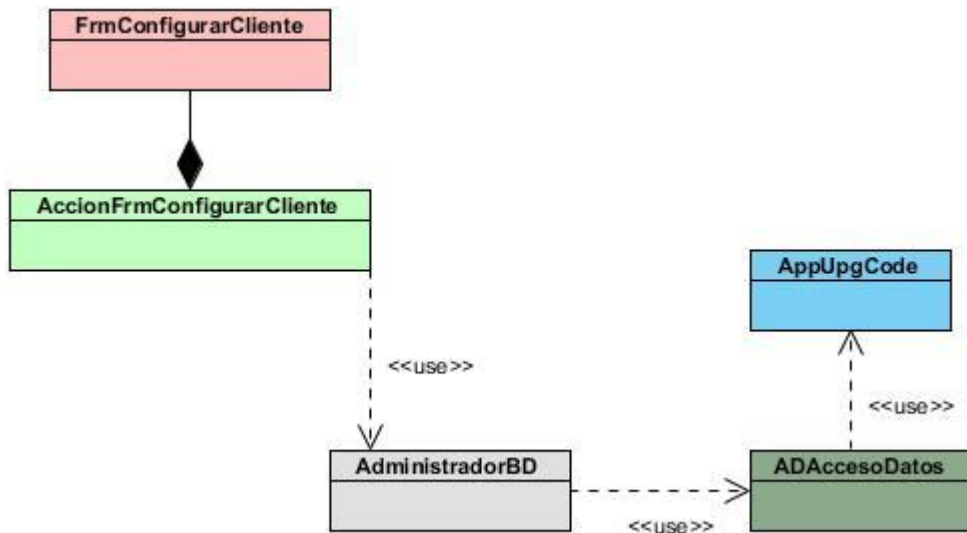 FrmConfigurarCliente
AccionFrmConfigurarCliente
AppUpgCode
<<use>>
<<use>>
AdministradorBD
ADAccesoDatos
<<use>>